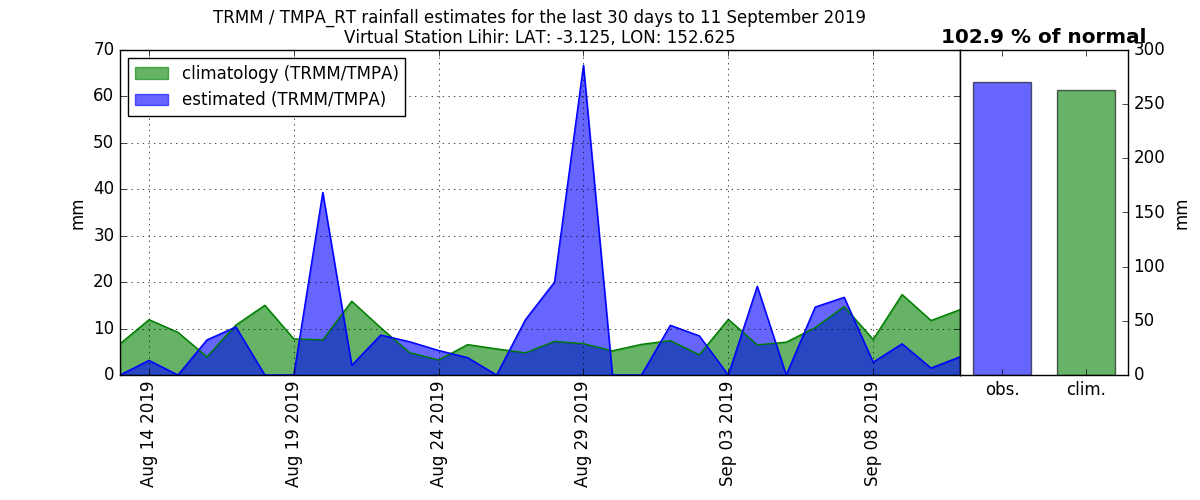 TRMM / TMPA_RT rainfall estimates for the last 30 days to 11 September 2019
Virtual Station Lihir: LAT: -3.125, LON: 152.625
102.9 % of normal
climatology (TRMM/TMPA)
estimated (TRMM/TMPA)
mm
70
60
50
40
30
20
10
0
Aug 14 2019
Aug 19 2019
Aug 24 2019
Aug 29 2019
Sep 03 2019
Sep 08 2019
300
250
200
150
100
50
0
mm
obs.
clim.